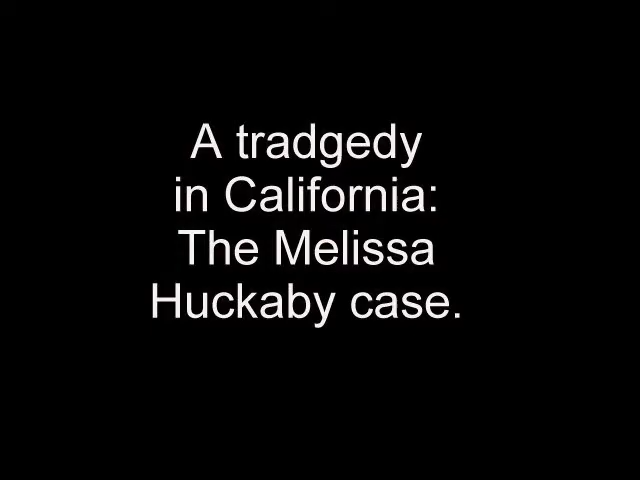 A tradgedy
in California:
The Melissa
Huckaby case.